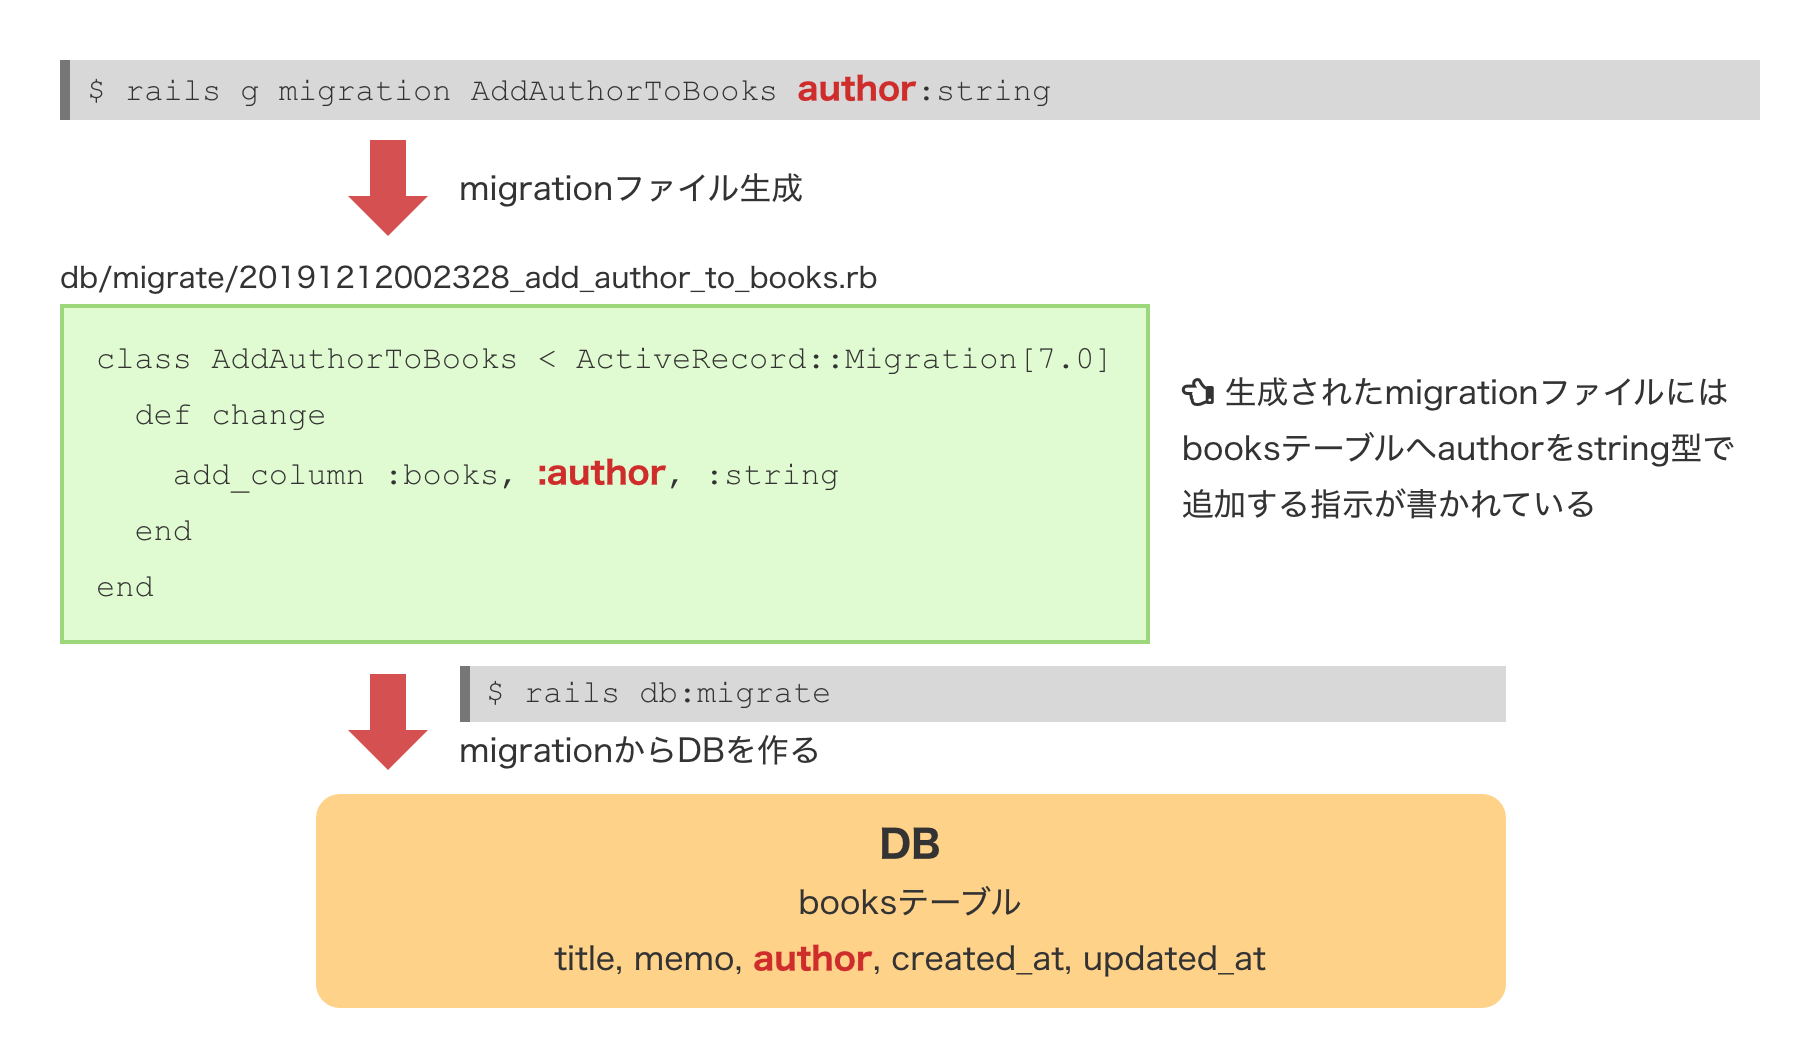 $ rails g migration AddAuthorToBooks author:string
migrationファイル生成
db/migrate/20191212002328_add_author_to_books.rb
class AddAuthorToBooks < ActiveRecord::Migration[7.0]
  def change
    add_column :books, :author, :string
  end
end
生成されたmigrationファイルには
booksテーブルへauthorをstring型で
追加する指示が書かれている
$ rails db:migrate
migrationからDBを作る
DB
booksテーブル
title, memo, author, created_at, updated_at